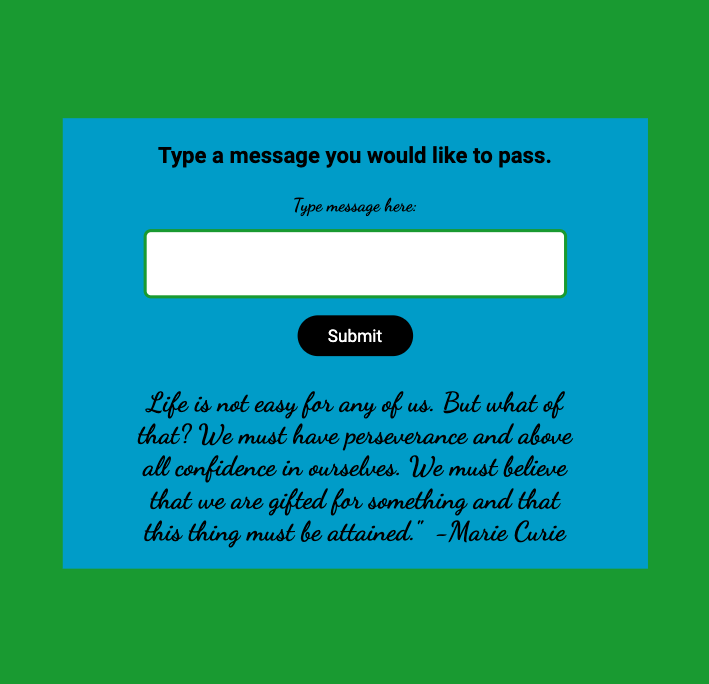 Type a message you would like to pass.
Type message here:
Submit
Life is not easy for any of us. But what of
that? We must have perseverance and above
all confidence in ourselves. We must believe
that we are gifted for something and that
this thing must be attained." -Marie Curie